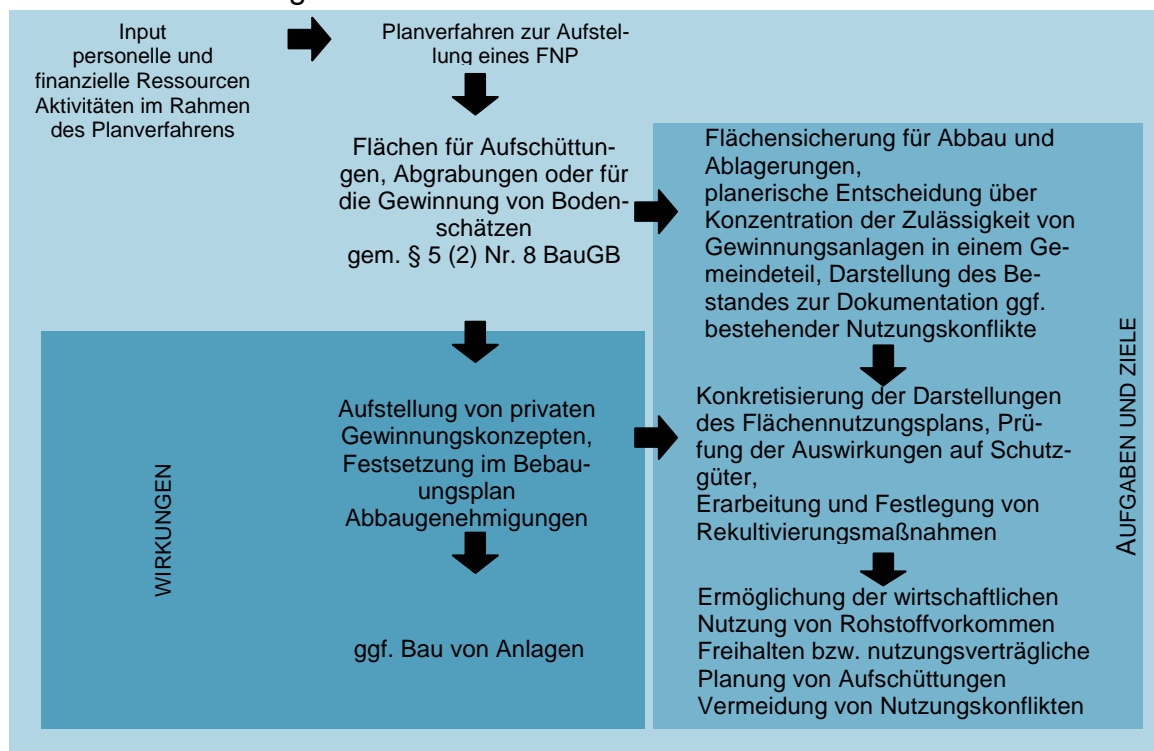 Input
personelle und
finanzielle Ressourcen
Aktivitäten im Rahmen
des Planverfahrens
Planverfahren zur Aufstel-
lung eines FNP
Flächen für Aufschüttun-
gen, Abgrabungen oder für
die Gewinnung von Boden-
schätzen
gem. § 5 (2) Nr. 8 BauGB
Flächensicherung für Abbau und
Ablagerungen,
planerische Entscheidung über
Konzentration der Zulässigkeit von
Gewinnungsanlagen in einem Ge-
meindeteil, Darstellung des Be-
standes zur Dokumentation ggf.
bestehender Nutzungskonflikte
Aufstellung von privaten
Gewinnungskonzepten,
Festsetzung im Bebau-
ungsplan
Abbaugenehmigungen
Konkretisierung der Darstellungen
des Flächennutzungsplans, Prü-
fung der Auswirkungen auf Schutz-
güter,
Erarbeitung und Festlegung von
Rekultivierungsmaßnahmen
ggf. Bau von Anlagen
Ermöglichung der wirtschaftlichen
Nutzung von Rohstoffvorkommen
Freihalten bzw. nutzungsverträgliche
Planung von Aufschüttungen
Vermeidung von Nutzungskonflikten
WIRKUNGEN
AUFGABEN UND ZIELE